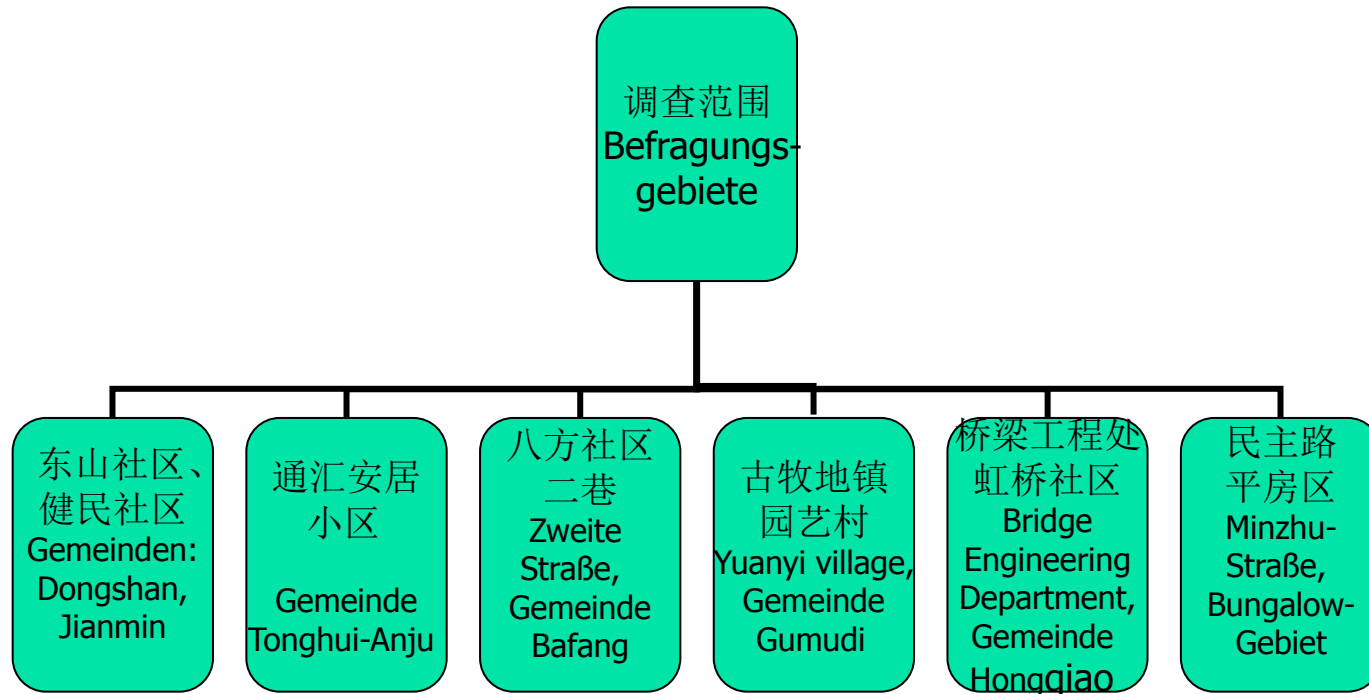 调查范围
Befragungs-
gebiete
东山社区、
健民社区
Gemeinden:
Dongshan,
Jianmin
通汇安居
小区
Gemeinde
Tonghui-Anju
八方社区
二巷
Zweite
Straße,
Gemeinde
Bafang
古牧地镇
园艺村
Yuanyi village,
Gemeinde
Gumudi
桥梁工程处
虹桥社区
Bridge
Engineering
Department,
Gemeinde
Hongqiao
民主路
平房区
Minzhu-
Straße,
Bungalow-
Gebiet